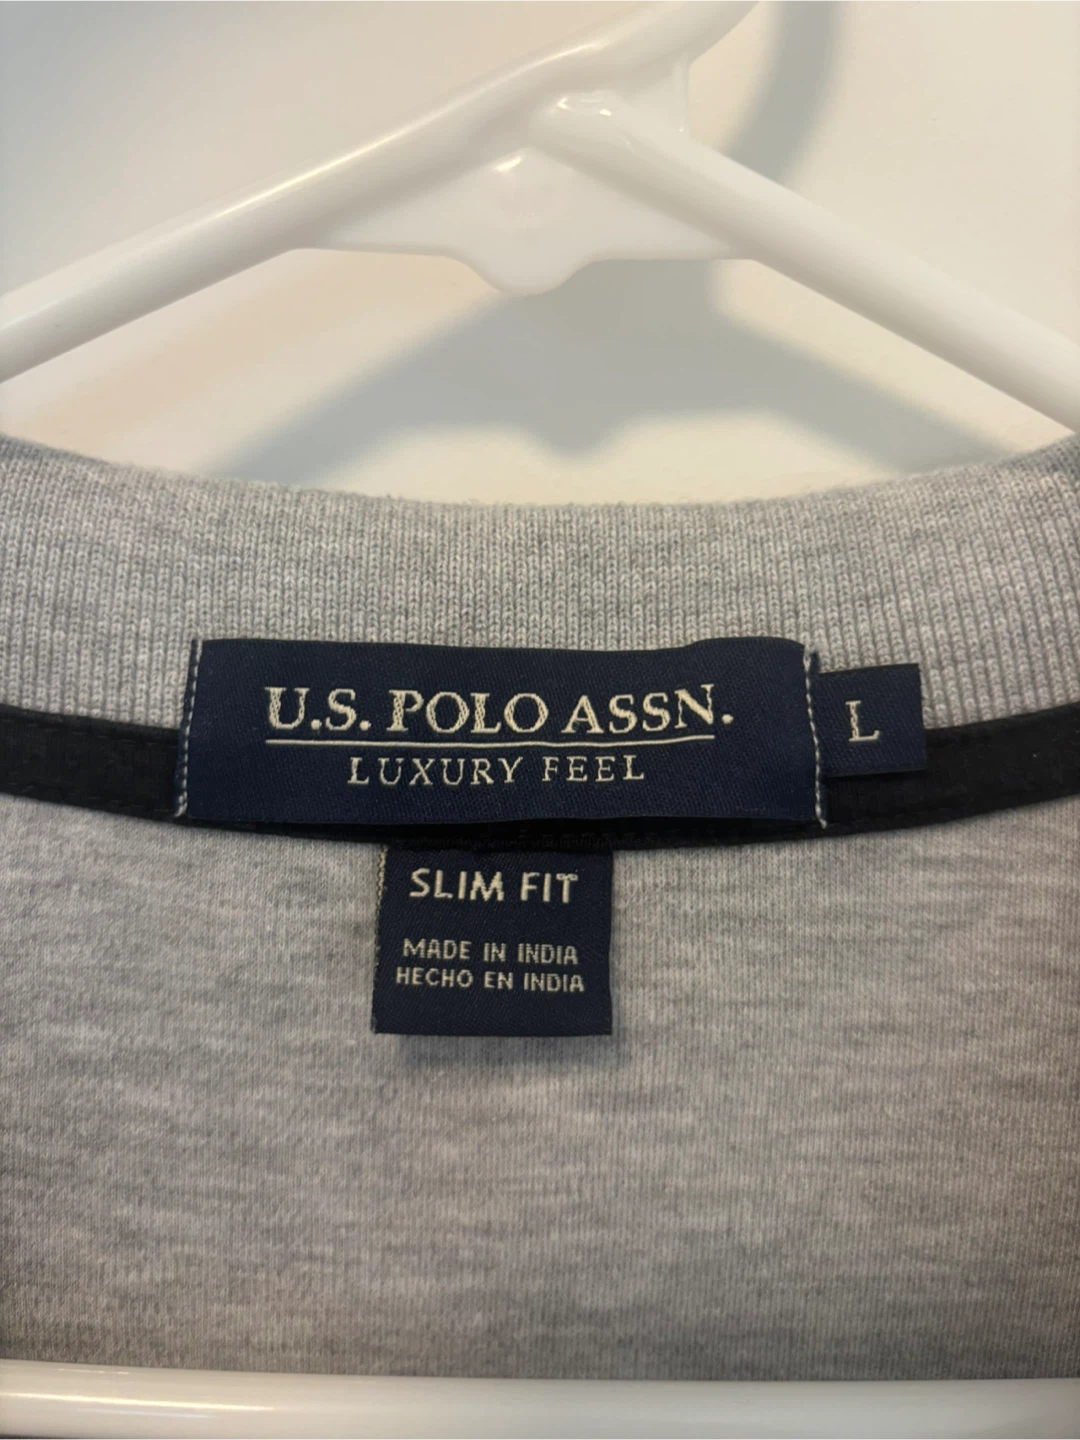 U.S. POLO ASSN.
LUXURY FEEL
L
SLIM FIT
MADE IN INDIA
HECHO EN INDIA